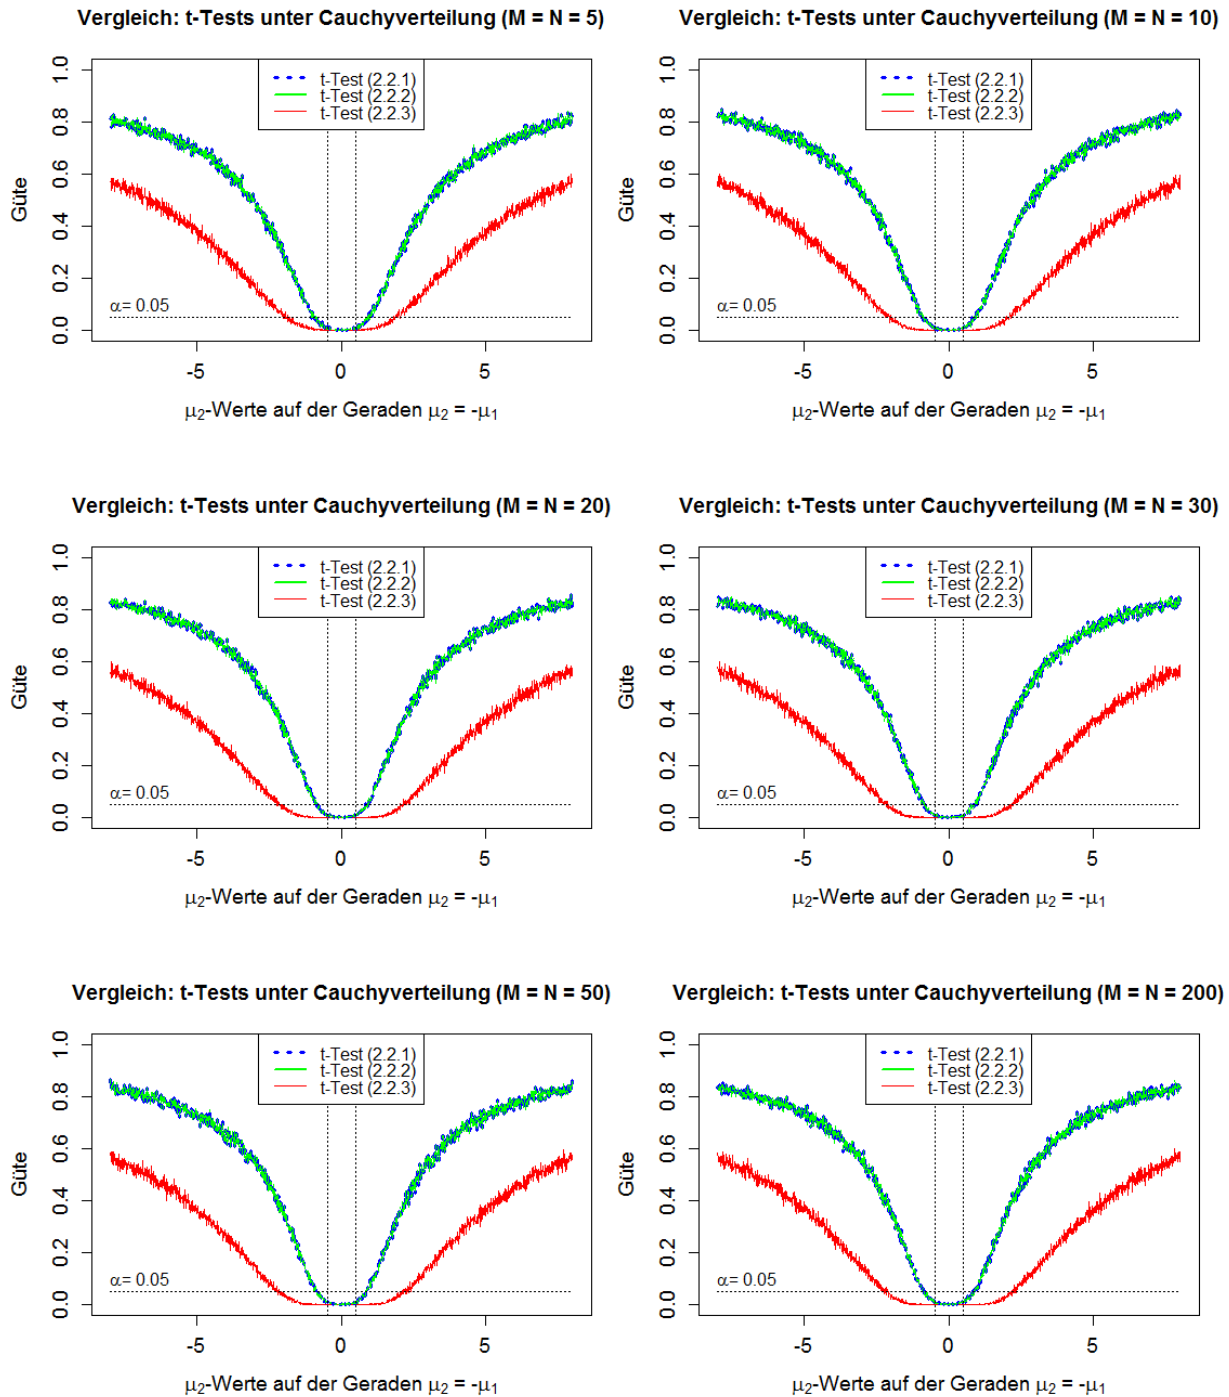 Vergleich: t-Tests unter Cauchyverteilung (M = N = 5)
t-Test (2.2.1)
t-Test (2.2.2)
t-Test (2.2.3)
Güte
1.0
0.8
0.6
0.4
0.2
0.0
α= 0.05
-5 0 5
μ2-Werte auf der Geraden μ2 = -μ1
Vergleich: t-Tests unter Cauchyverteilung (M = N = 10)
t-Test (2.2.1)
t-Test (2.2.2)
t-Test (2.2.3)
Güte
1.0
0.8
0.6
0.4
0.2
0.0
α= 0.05
-5 0 5
μ2-Werte auf der Geraden μ2 = -μ1
Vergleich: t-Tests unter Cauchyverteilung (M = N = 20)
t-Test (2.2.1)
t-Test (2.2.2)
t-Test (2.2.3)
Güte
1.0
0.8
0.6
0.4
0.2
0.0
α= 0.05
-5 0 5
μ2-Werte auf der Geraden μ2 = -μ1
Vergleich: t-Tests unter Cauchyverteilung (M = N = 30)
t-Test (2.2.1)
t-Test (2.2.2)
t-Test (2.2.3)
Güte
1.0
0.8
0.6
0.4
0.2
0.0
α= 0.05
-5 0 5
μ2-Werte auf der Geraden μ2 = -μ1
Vergleich: t-Tests unter Cauchyverteilung (M = N = 50)
t-Test (2.2.1)
t-Test (2.2.2)
t-Test (2.2.3)
Güte
1.0
0.8
0.6
0.4
0.2
0.0
α= 0.05
-5 0 5
μ2-Werte auf der Geraden μ2 = -μ1
Vergleich: t-Tests unter Cauchyverteilung (M = N = 200)
t-Test (2.2.1)
t-Test (2.2.2)
t-Test (2.2.3)
Güte
1.0
0.8
0.6
0.4
0.2
0.0
α= 0.05
-5 0 5
μ2-Werte auf der Geraden μ2 = -μ1